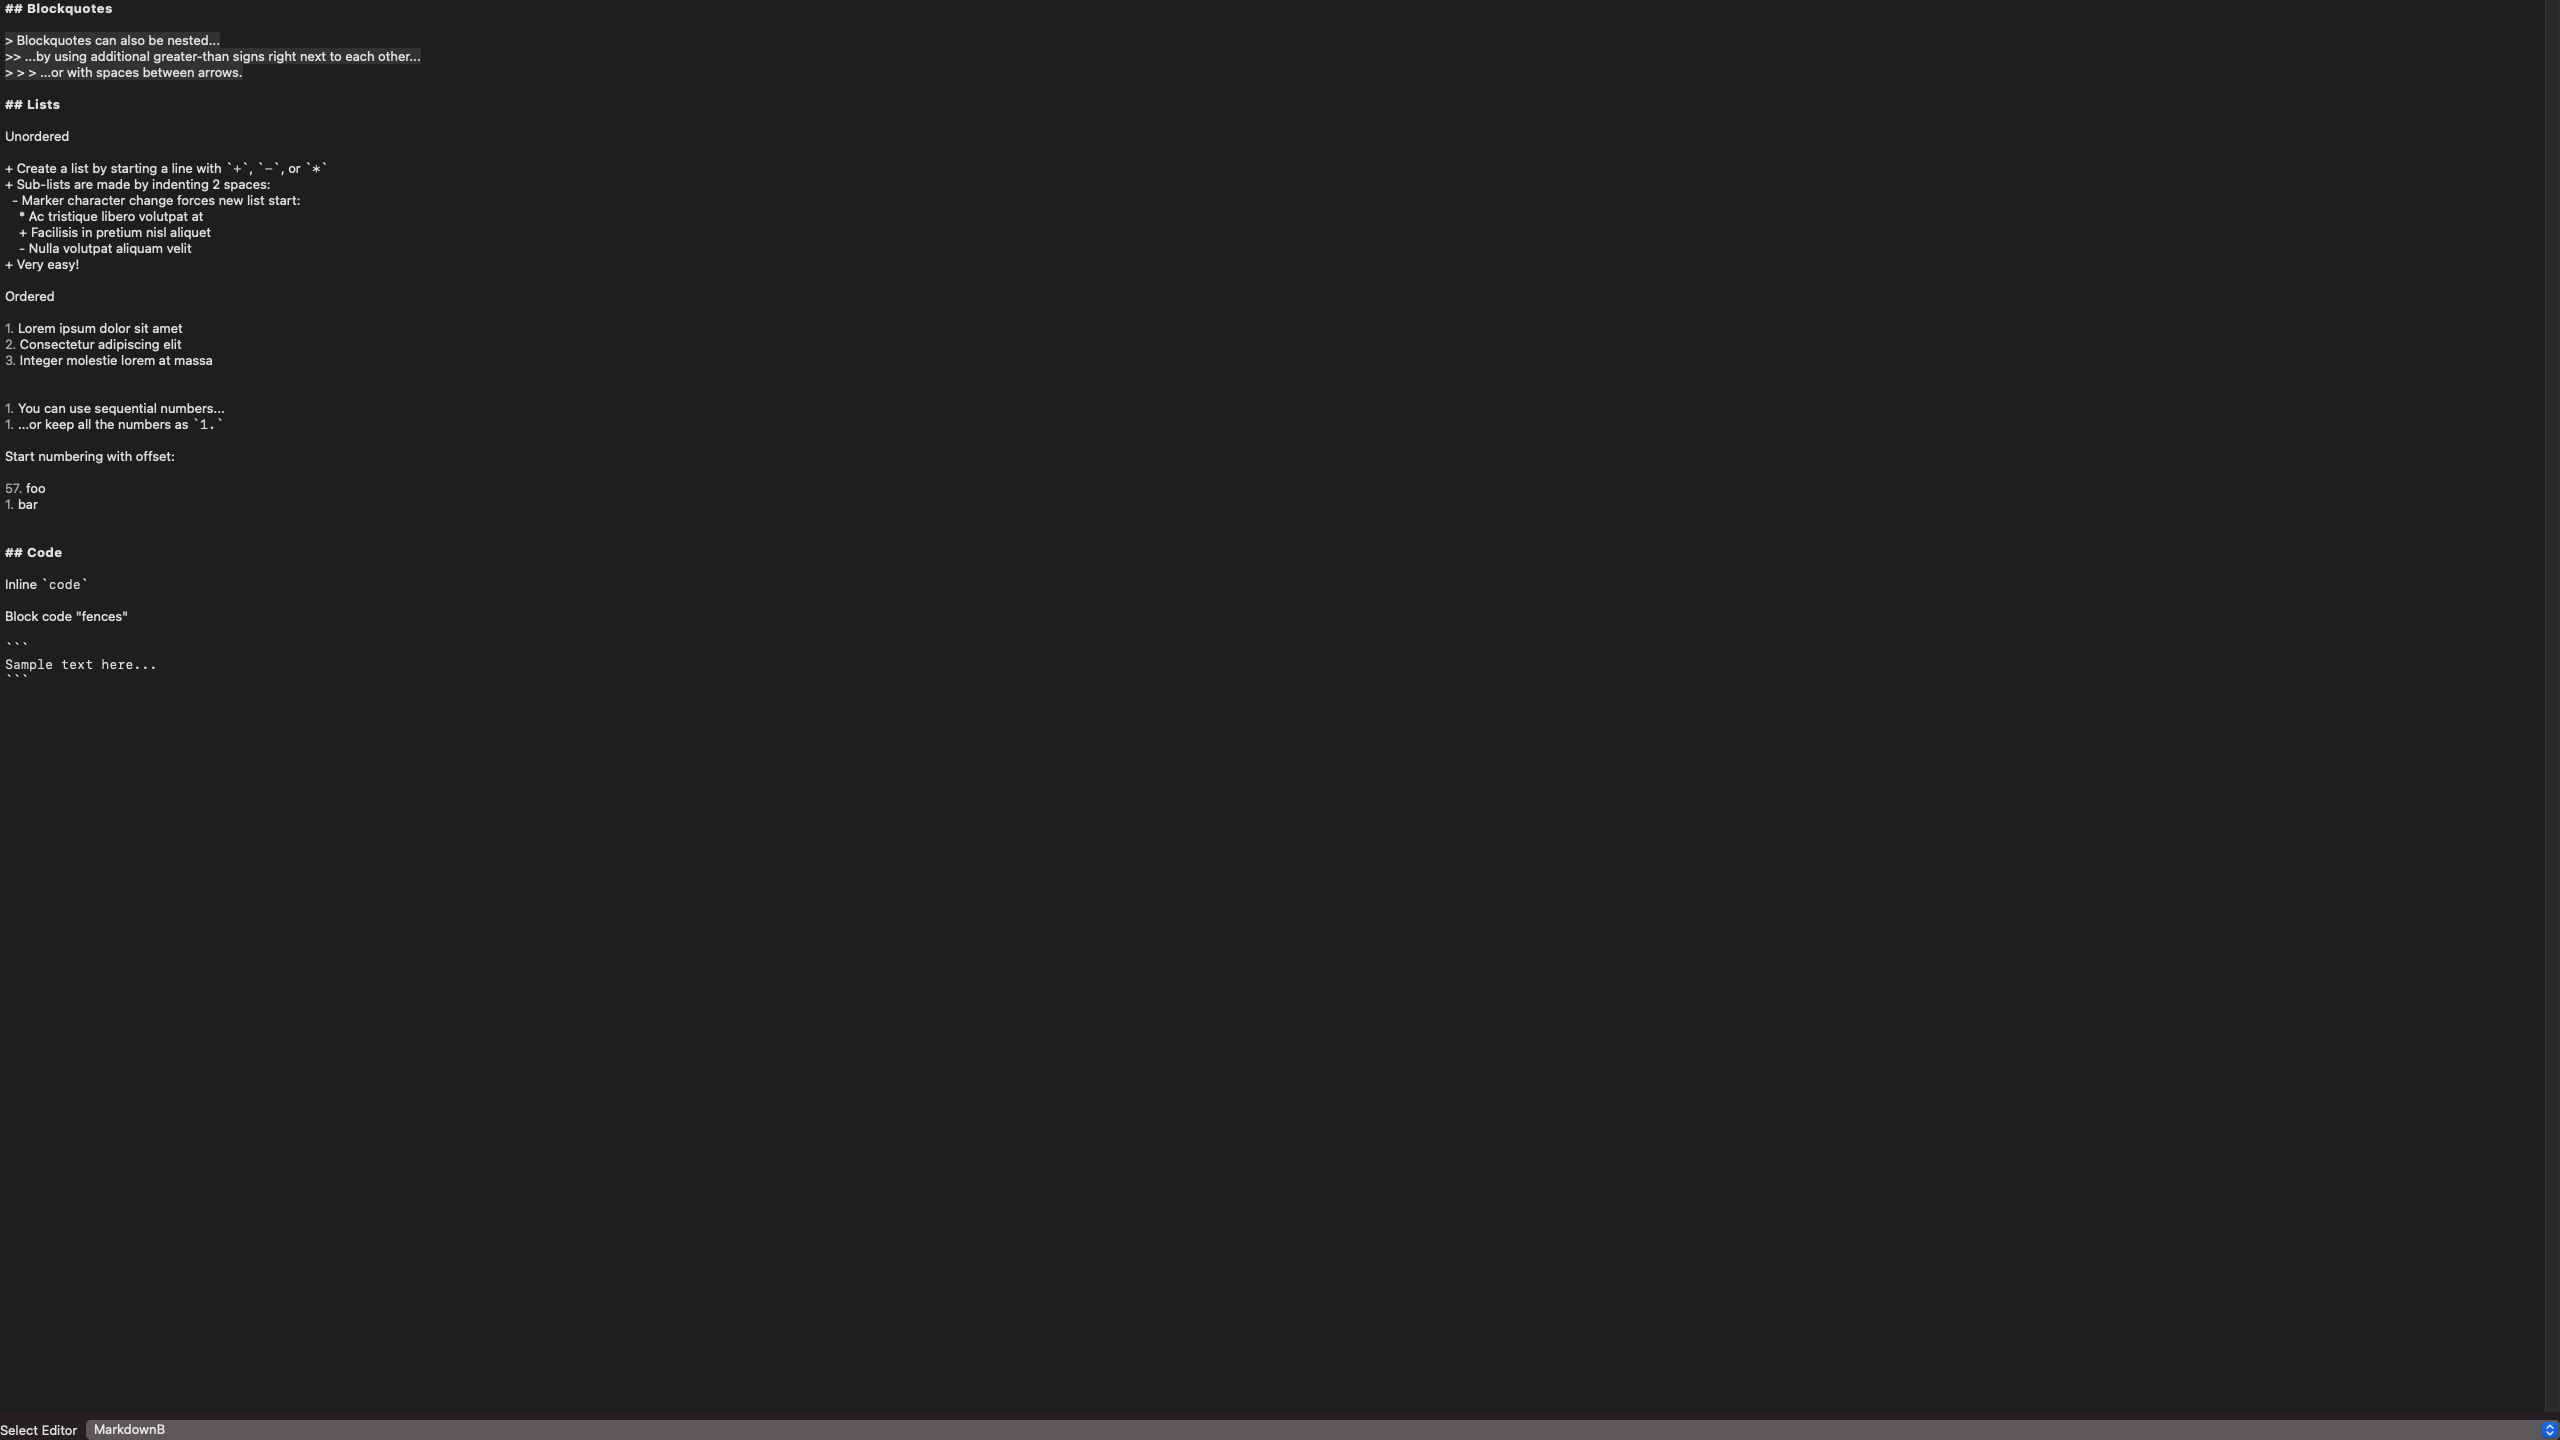 ## Blockquotes
> Blockquotes can also be nested...
>> ...by using additional greater-than signs right next to each other...
> > > ...or with spaces between arrows.
## Lists
Unordered
+ Create a list by starting a line with `+`, `-`, or `*`
+ Sub-lists are made by indenting 2 spaces:
  - Marker character change forces new list start:
    * Ac tristique libero volutpat at
    + Facilisis in pretium nisl aliquet
    - Nulla volutpat aliquam velit
+ Very easy!
Ordered
1. Lorem ipsum dolor sit amet
2. Consectetur adipiscing elit
3. Integer molestie lorem at massa
1. You can use sequential numbers...
1. ...or keep all the numbers as `1.`
Start numbering with offset:
57. foo
1. bar
## Code
Inline `code`
Block code "fences"
```
Sample text here...
```
Select Editor MarkdownB